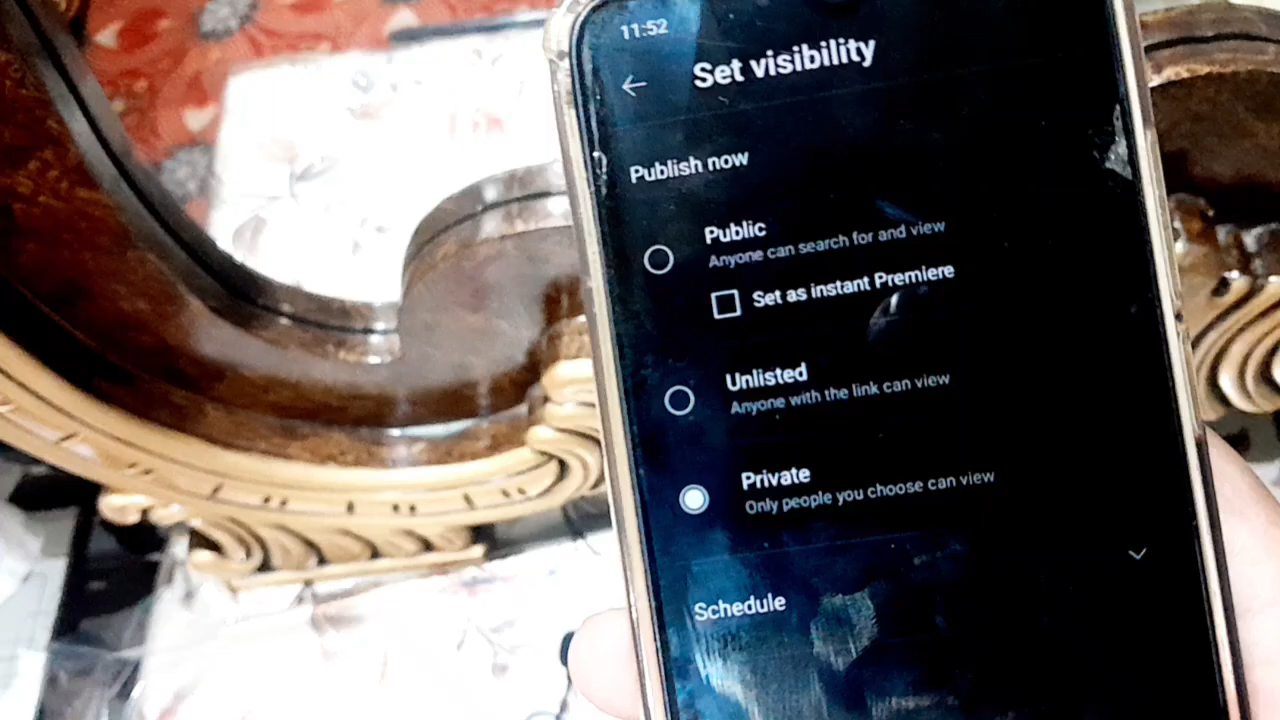 11:52
Set visibility
Publish now
Public
Anyone can search for and view
Set as instant Premiere
Unlisted
Anyone with the link can view
Private
Only people you choose can view
Schedule